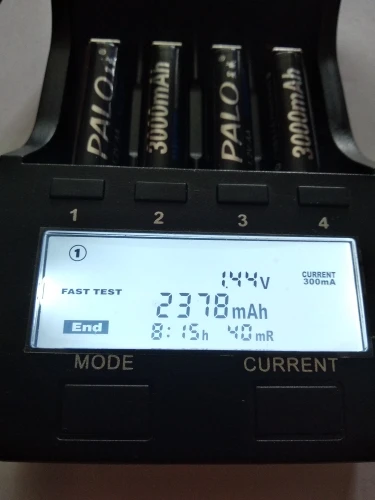 PALO
3000mAh
PALO
3000mAh
1 2 3 4
1
1.44V
CURRENT
300mA
FAST TEST
2378mAh
End
8:15h 40mR
MODE CURRENT